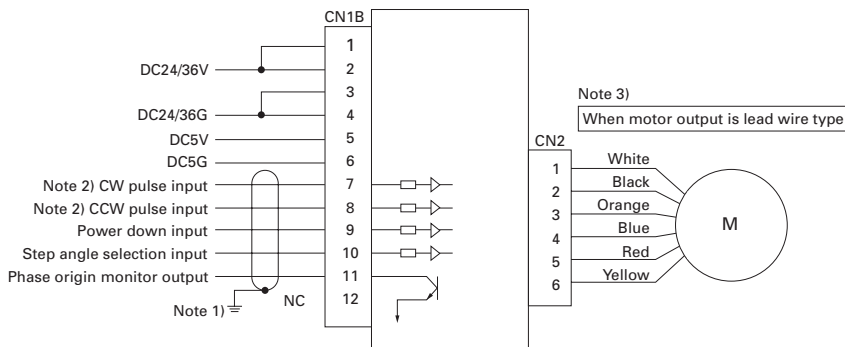 CN1B
1
DC24/36V 2
3
DC24/36G 4
DC5V 5
DC5G 6
Note 2) CW pulse input 7
Note 2) CCW pulse input 8
Power down input 9
Step angle selection input 10
Phase origin monitor output 11
Note 1) NC 12
Note 3)
When motor output is lead wire type
CN2
1 White
2 Black
3 Orange
4 Blue
5 Red
6 Yellow
M